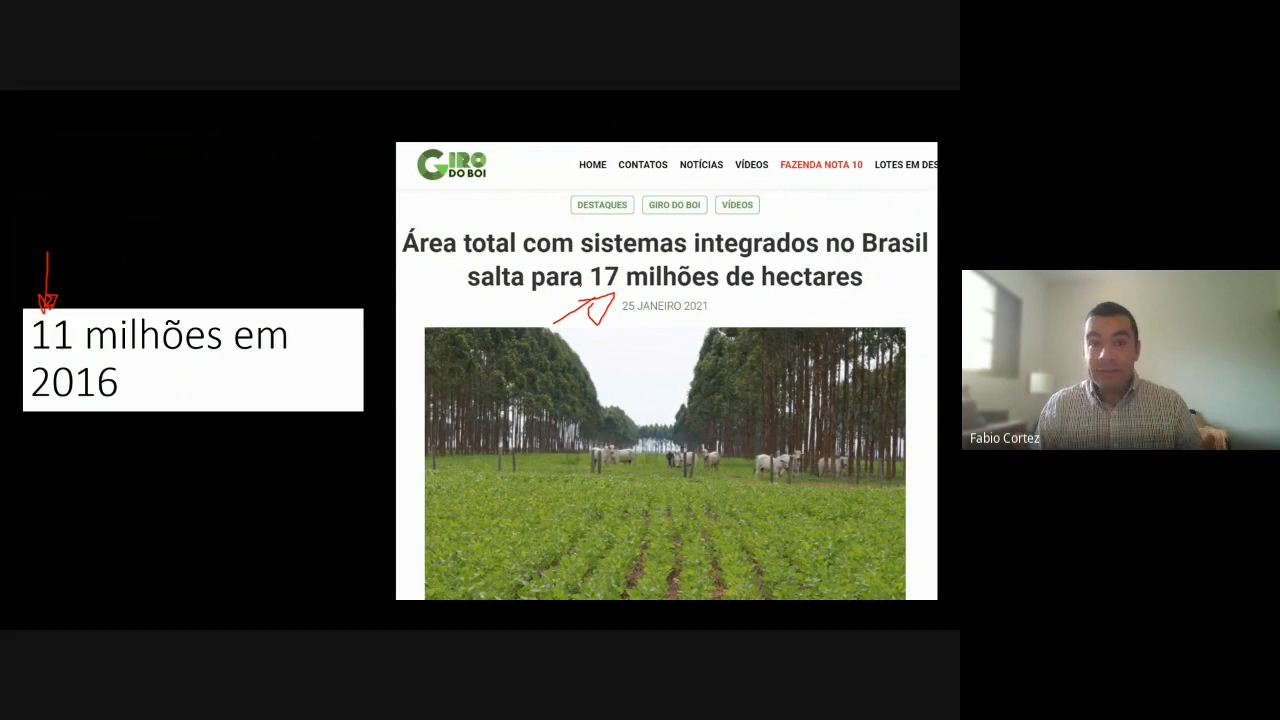 11 milhões em
2016
GIRO
DO BOI
HOME CONTATOS NOTÍCIAS VÍDEOS FAZENDA NOTA 10 LOTES EM DES
DESTAQUES GIRO DO BOI VÍDEOS
Área total com sistemas integrados no Brasil
salta para 17 milhões de hectares
25 JANEIRO 2021
Fabio Cortez